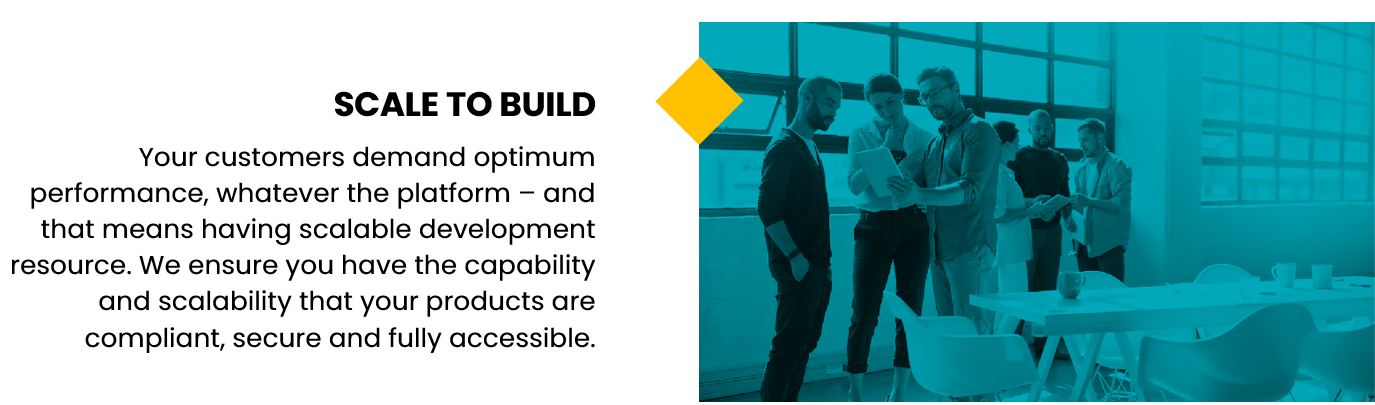 SCALE TO BUILD
Your customers demand optimum
performance, whatever the platform – and
that means having scalable development
resource. We ensure you have the capability
and scalability that your products are
compliant, secure and fully accessible.